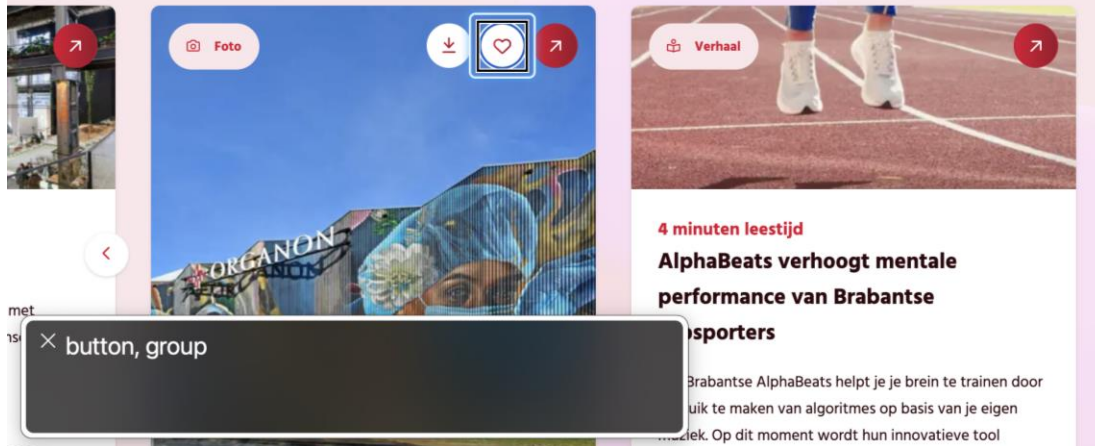 Foto
Verhaal
ORGANON
4 minuten leestijd
AlphaBeats verhoogt mentale
performance van Brabantse
sporters
met
button, group
Brabantse AlphaBeats helpt je je brein te trainen door
uik te maken van algoritmes op basis van je eigen
muziek. Op dit moment wordt hun innovatieve tool